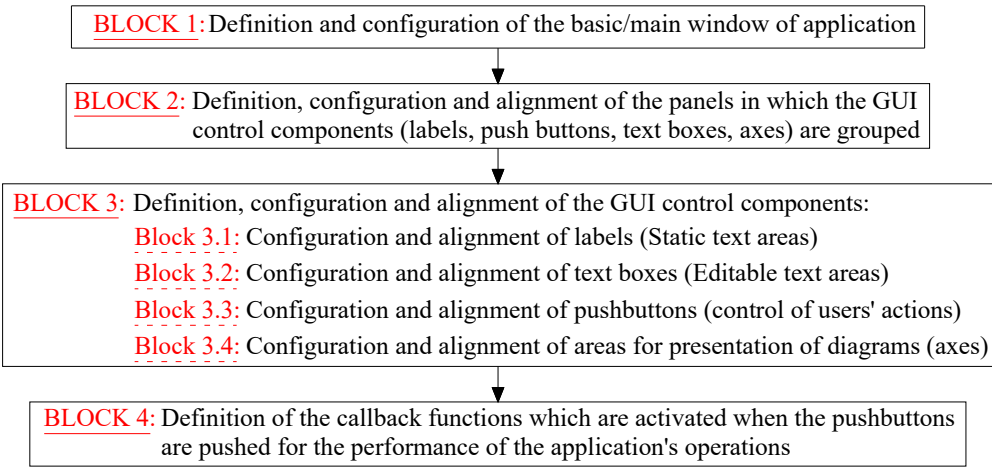 BLOCK 1: Definition and configuration of the basic/main window of application
BLOCK 2: Definition, configuration and alignment of the panels in which the GUI
control components (labels, push buttons, text boxes, axes) are grouped
BLOCK 3: Definition, configuration and alignment of the GUI control components:
Block 3.1: Configuration and alignment of labels (Static text areas)
Block 3.2: Configuration and alignment of text boxes (Editable text areas)
Block 3.3: Configuration and alignment of pushbuttons (control of users' actions)
Block 3.4: Configuration and alignment of areas for presentation of diagrams (axes)
BLOCK 4: Definition of the callback functions which are activated when the pushbuttons
are pushed for the performance of the application's operations